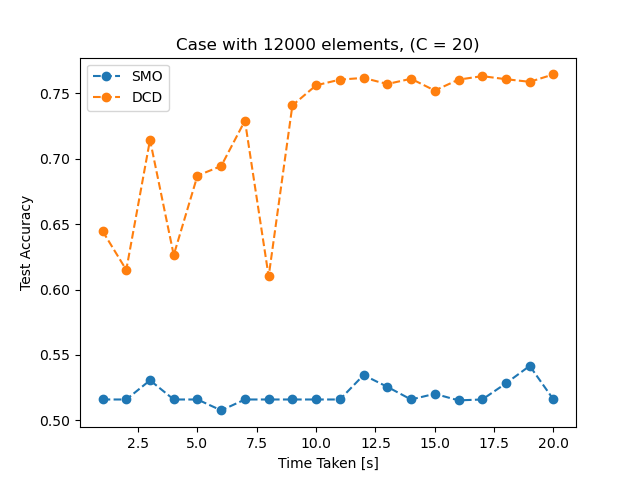 Case with 12000 elements, (C = 20)
SMO
DCD
Test Accuracy
0.75
0.70
0.65
0.60
0.55
0.50
2.5 5.0 7.5 10.0 12.5 15.0 17.5 20.0
Time Taken [s]